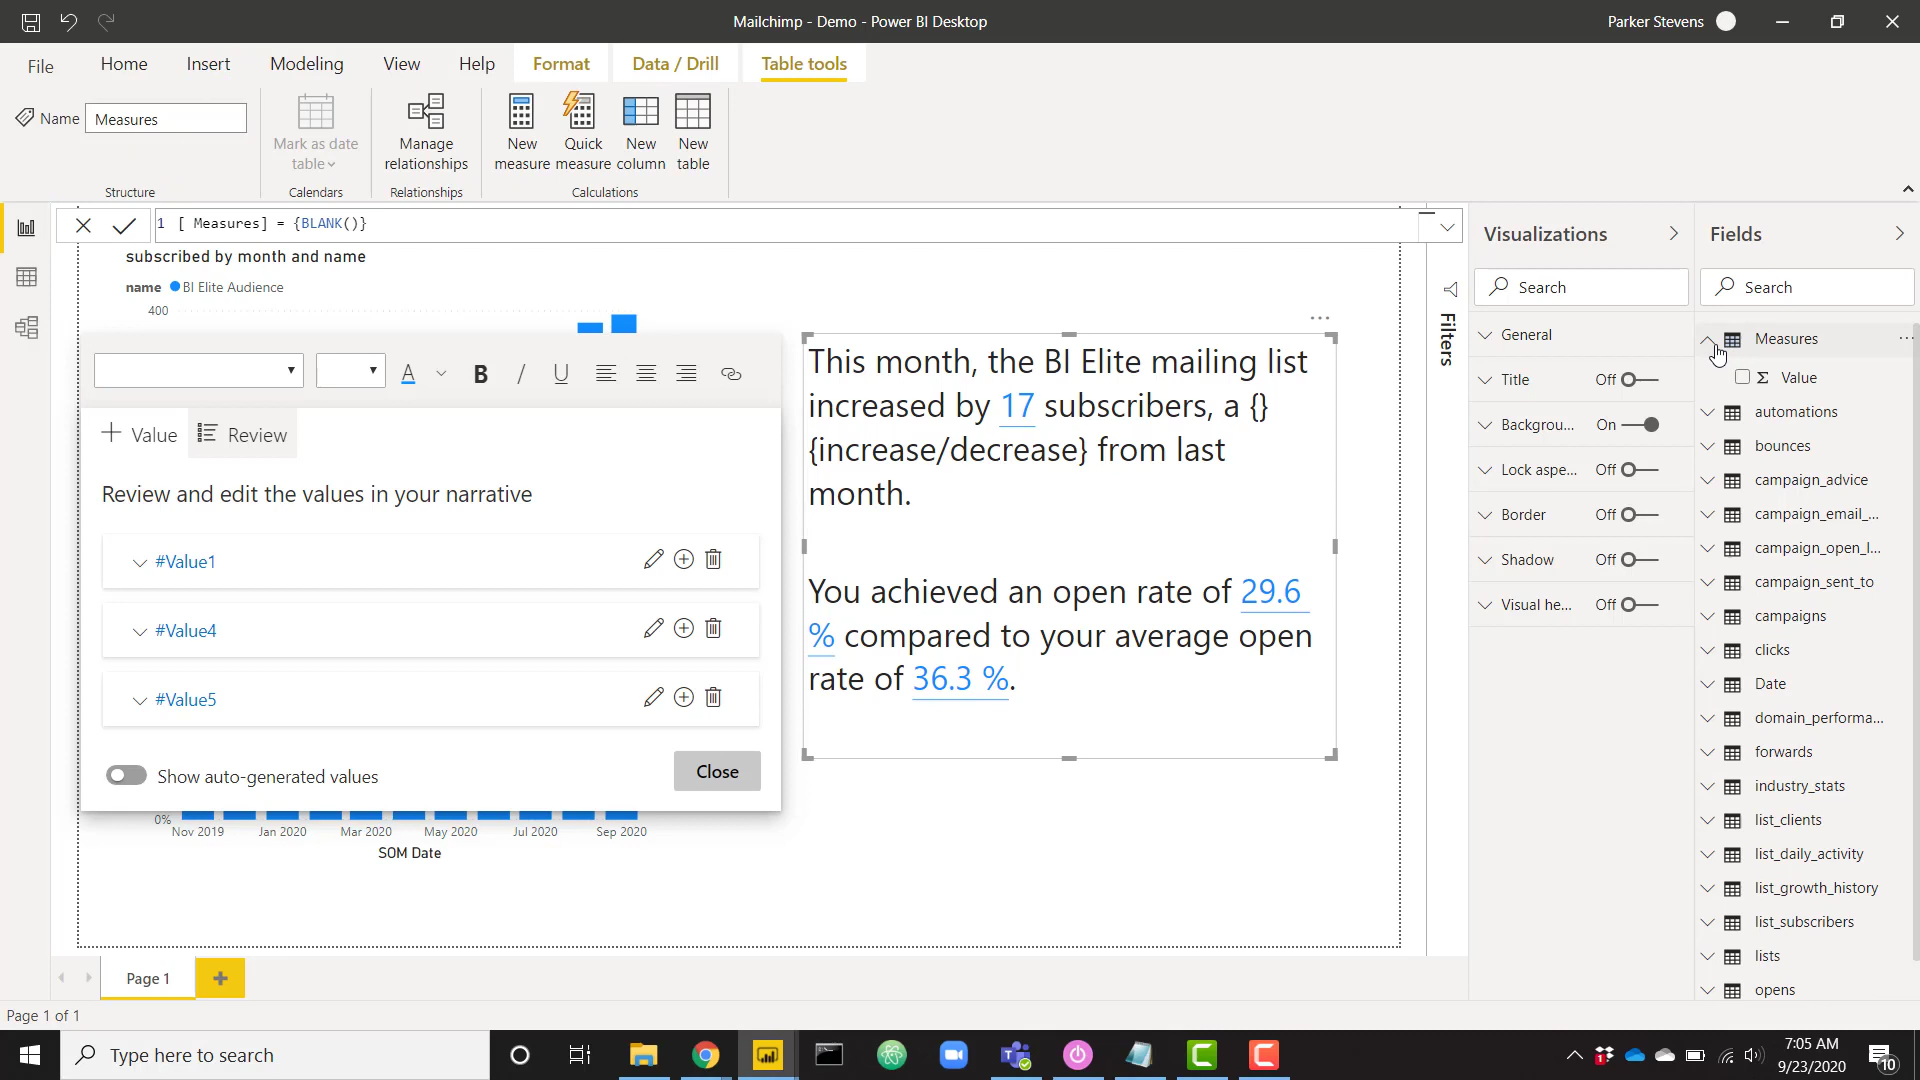 Mailchimp - Demo - Power BI Desktop
Parker Stevens
File
Home
Insert
Modeling
View
Help
Format
Data / Drill
Table tools
Name
Measures
Mark as date
table
Manage
relationships
New
measure
Quick
measure
New
column
New
table
Structure
Calendars
Relationships
Calculations
1 [ Measures] = {BLANK()}
subscribed by month and name
name
BI Elite Audience
400
Value
Review
Review and edit the values in your narrative
#Value1
#Value4
#Value5
Show auto-generated values
Close
0%
Nov 2019
Jan 2020
Mar 2020
May 2020
Jul 2020
Sep 2020
SOM Date
This month, the BI Elite mailing list
increased by 17 subscribers, a {}
{increase/decrease} from last
month.
You achieved an open rate of 29.6
% compared to your average open
rate of 36.3 %.
Filters
Visualizations
Search
General
Title
Off
Backgrou...
On
Lock aspe...
Off
Border
Off
Shadow
Off
Visual he...
Off
Fields
Search
Measures
Value
automations
bounces
campaign_advice
campaign_email_...
campaign_open_l...
campaign_sent_to
campaigns
clicks
Date
domain_performa...
forwards
industry_stats
list_clients
list_daily_activity
list_growth_history
list_subscribers
lists
opens
Page 1
Page 1 of 1
Type here to search
7:05 AM
9/23/2020
10